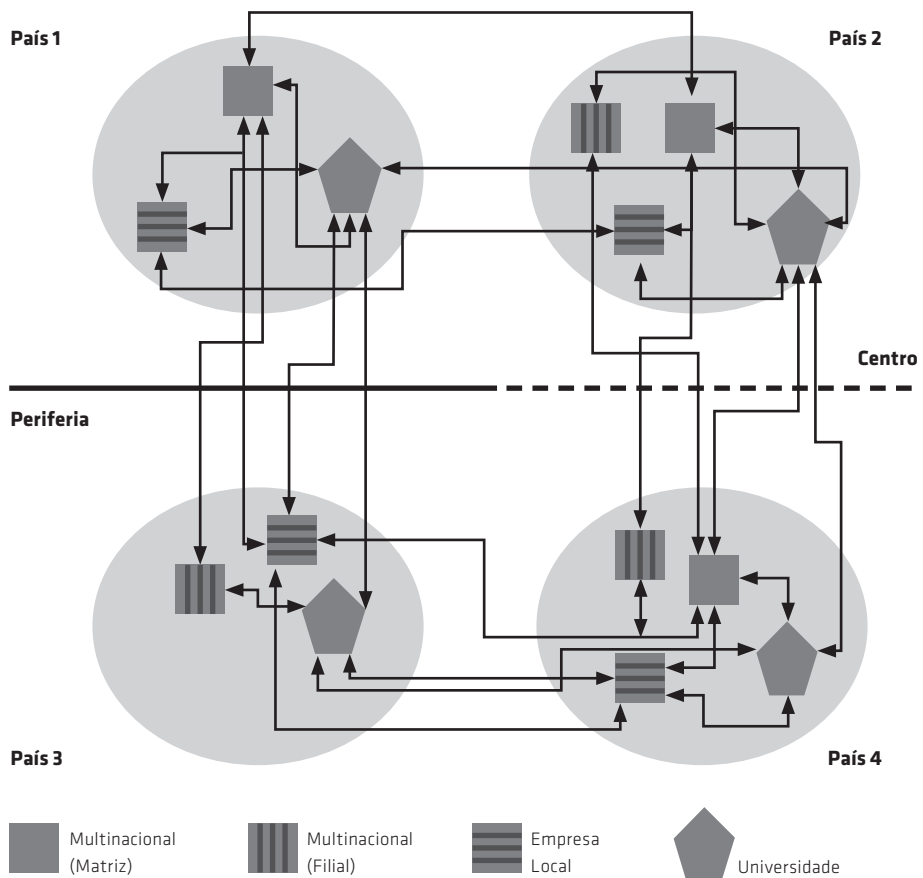 País 1
País 2
Centro
Periferia
País 3
País 4
Multinacional
(Matriz)
Multinacional
(Filial)
Empresa
Local
Universidade